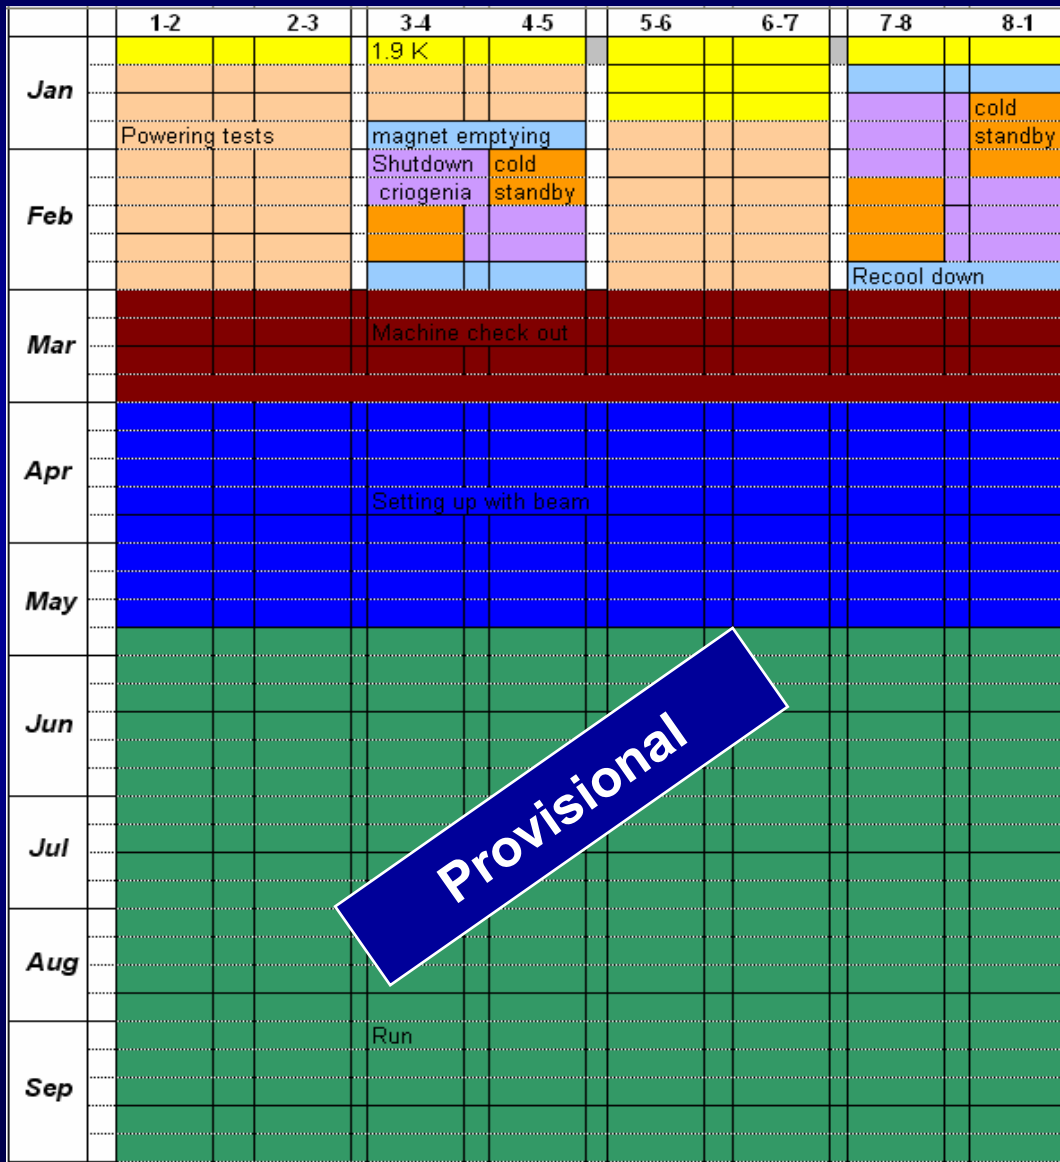 1-2 2-3 3-4 4-5 5-6 6-7 7-8 8-1
1.9 K
Jan
cold
Powering tests magnet emptying standby
Shutdown cold
criogenia standby
Feb
Recool down
Mar
Machine check out
Apr
Setting up with beam
May
Jun
Provisional
Jul
Aug
Run
Sep